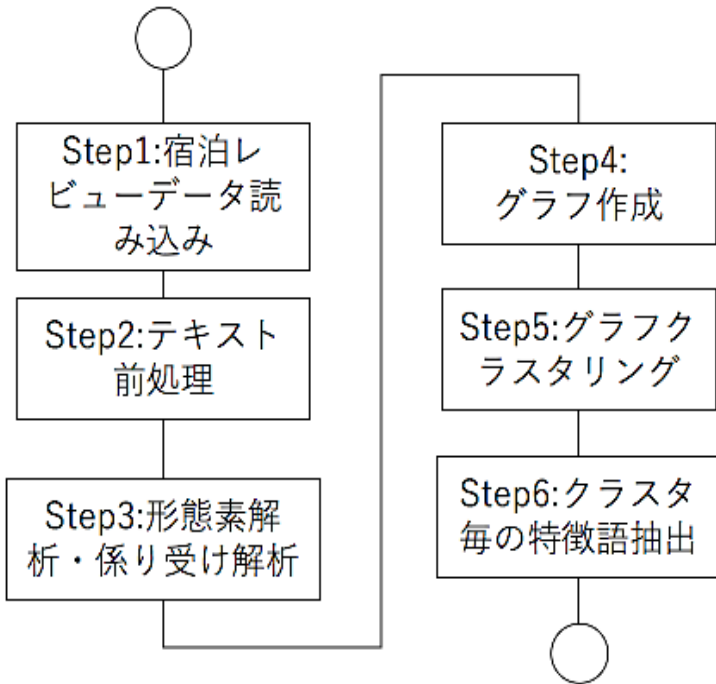 Step1:宿泊レ
ビューデータ読
み込み
Step2:テキスト
前処理
Step3:形態素解
析・係り受け解析
Step4:
グラフ作成
Step5:グラフク
ラスタリング
Step6:クラスタ
毎の特徴語抽出